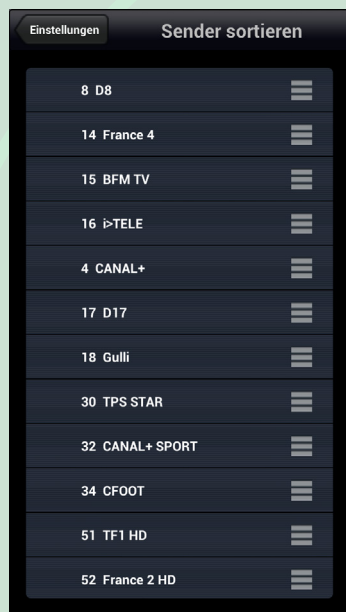 Einstellungen
Sender sortieren
8 D8
14 France 4
15 BFM TV
16 i>TELE
4 CANAL+
17 D17
18 Gulli
30 TPS STAR
32 CANAL+ SPORT
34 CFOOT
51 TF1 HD
52 France 2 HD